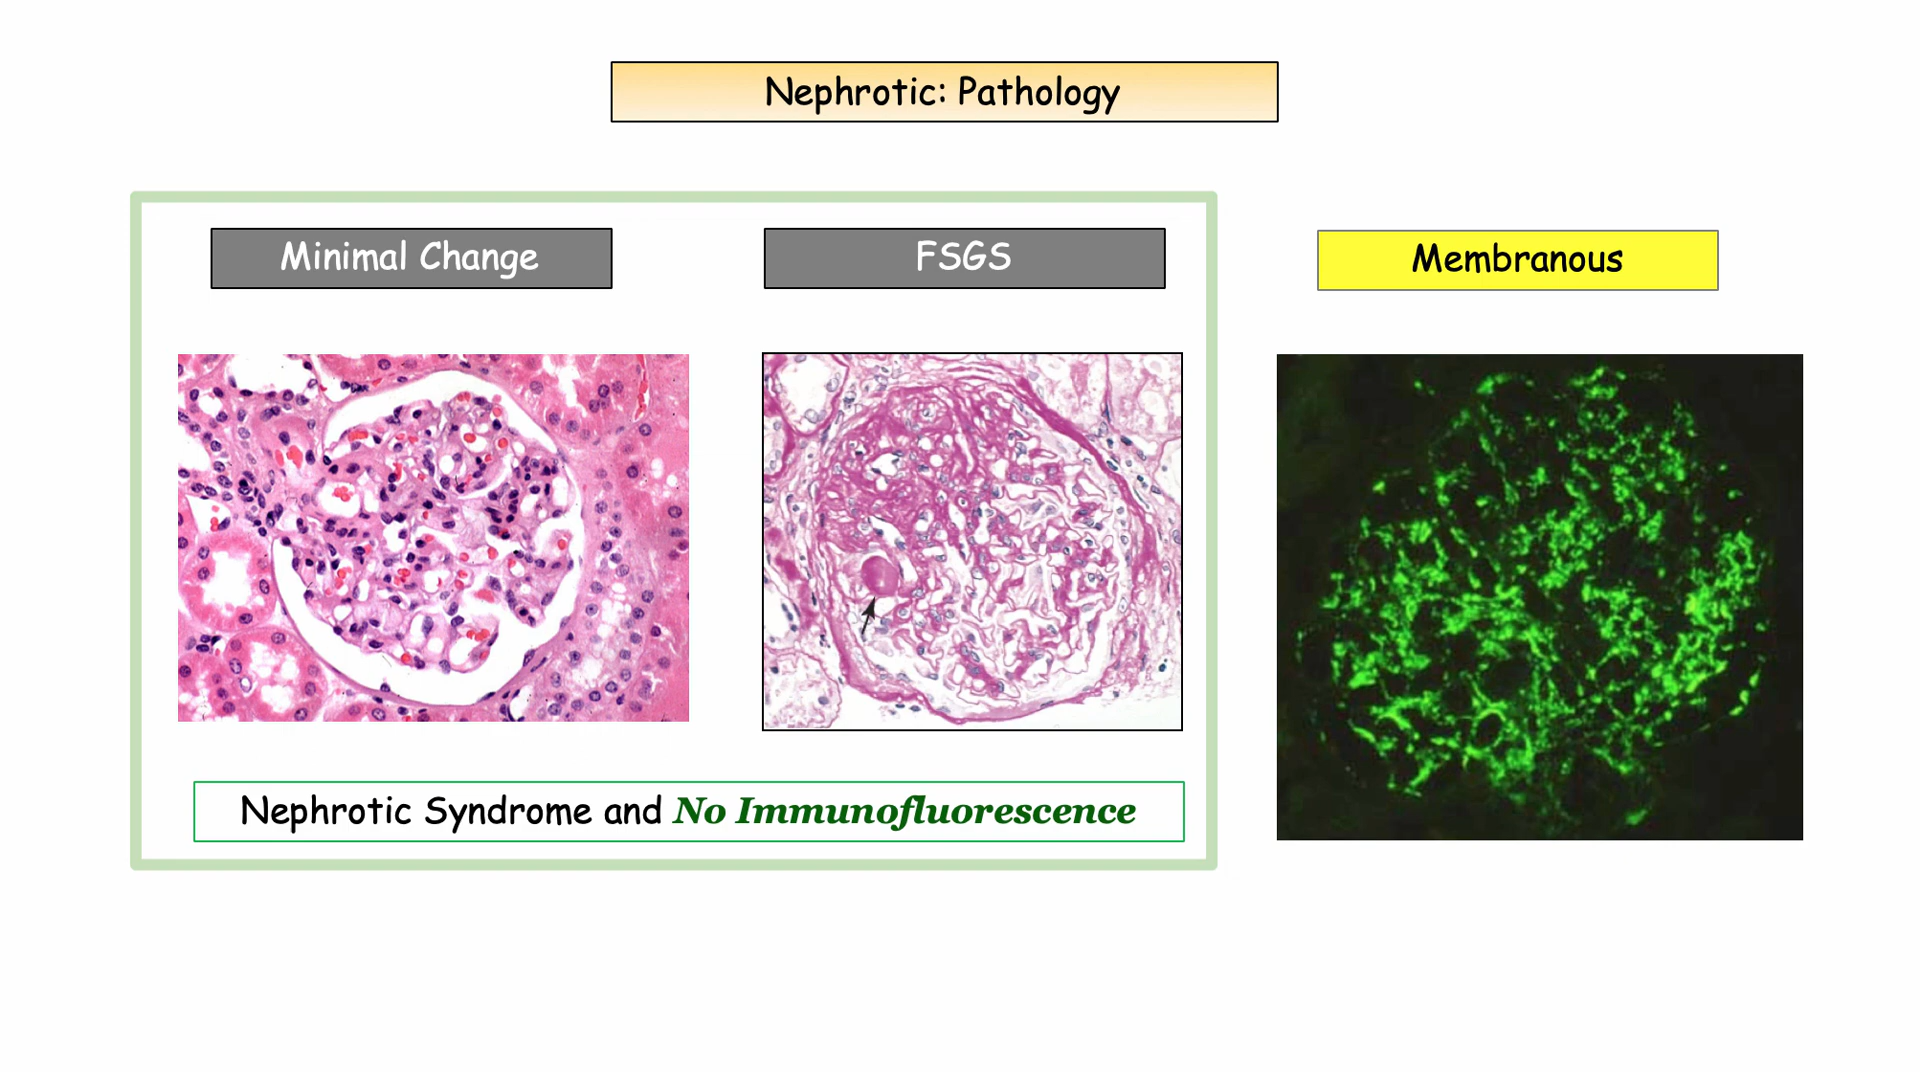 Nephrotic: Pathology
Minimal Change
FSGS
Membranous
Nephrotic Syndrome and No Immunofluorescence